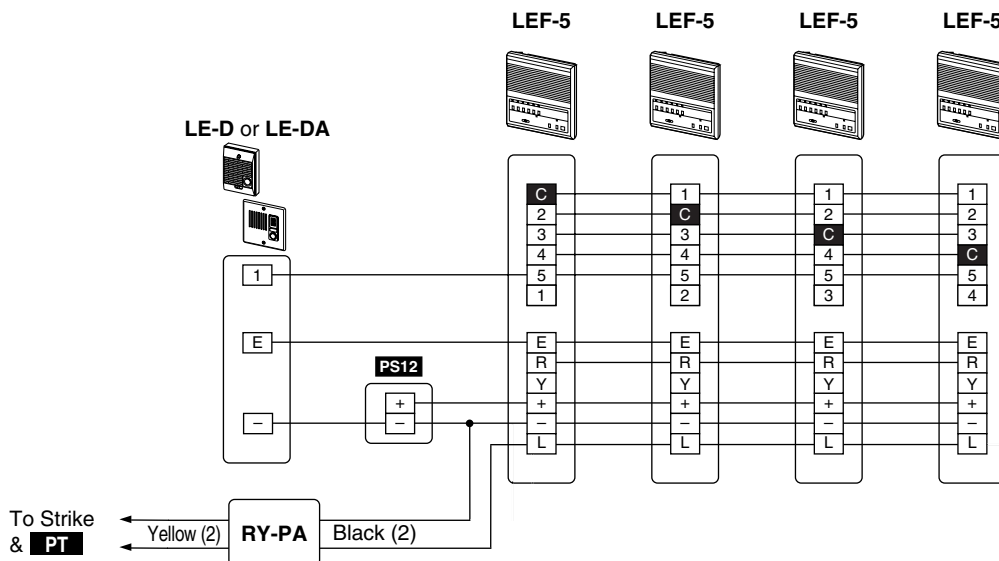 LEF-5 LEF-5 LEF-5 LEF-5
LE-D or LE-DA
C 1 1 1
2 C 2 2
3 3 C 3
4 4 4 C
1 5 5 5 5
1 2 3 4
E E E E E
R R R R
PS12
Y Y Y Y
+ + + + +
– – – – – –
L L L L
To Strike
& PT
Yellow (2) RY-PA Black (2)